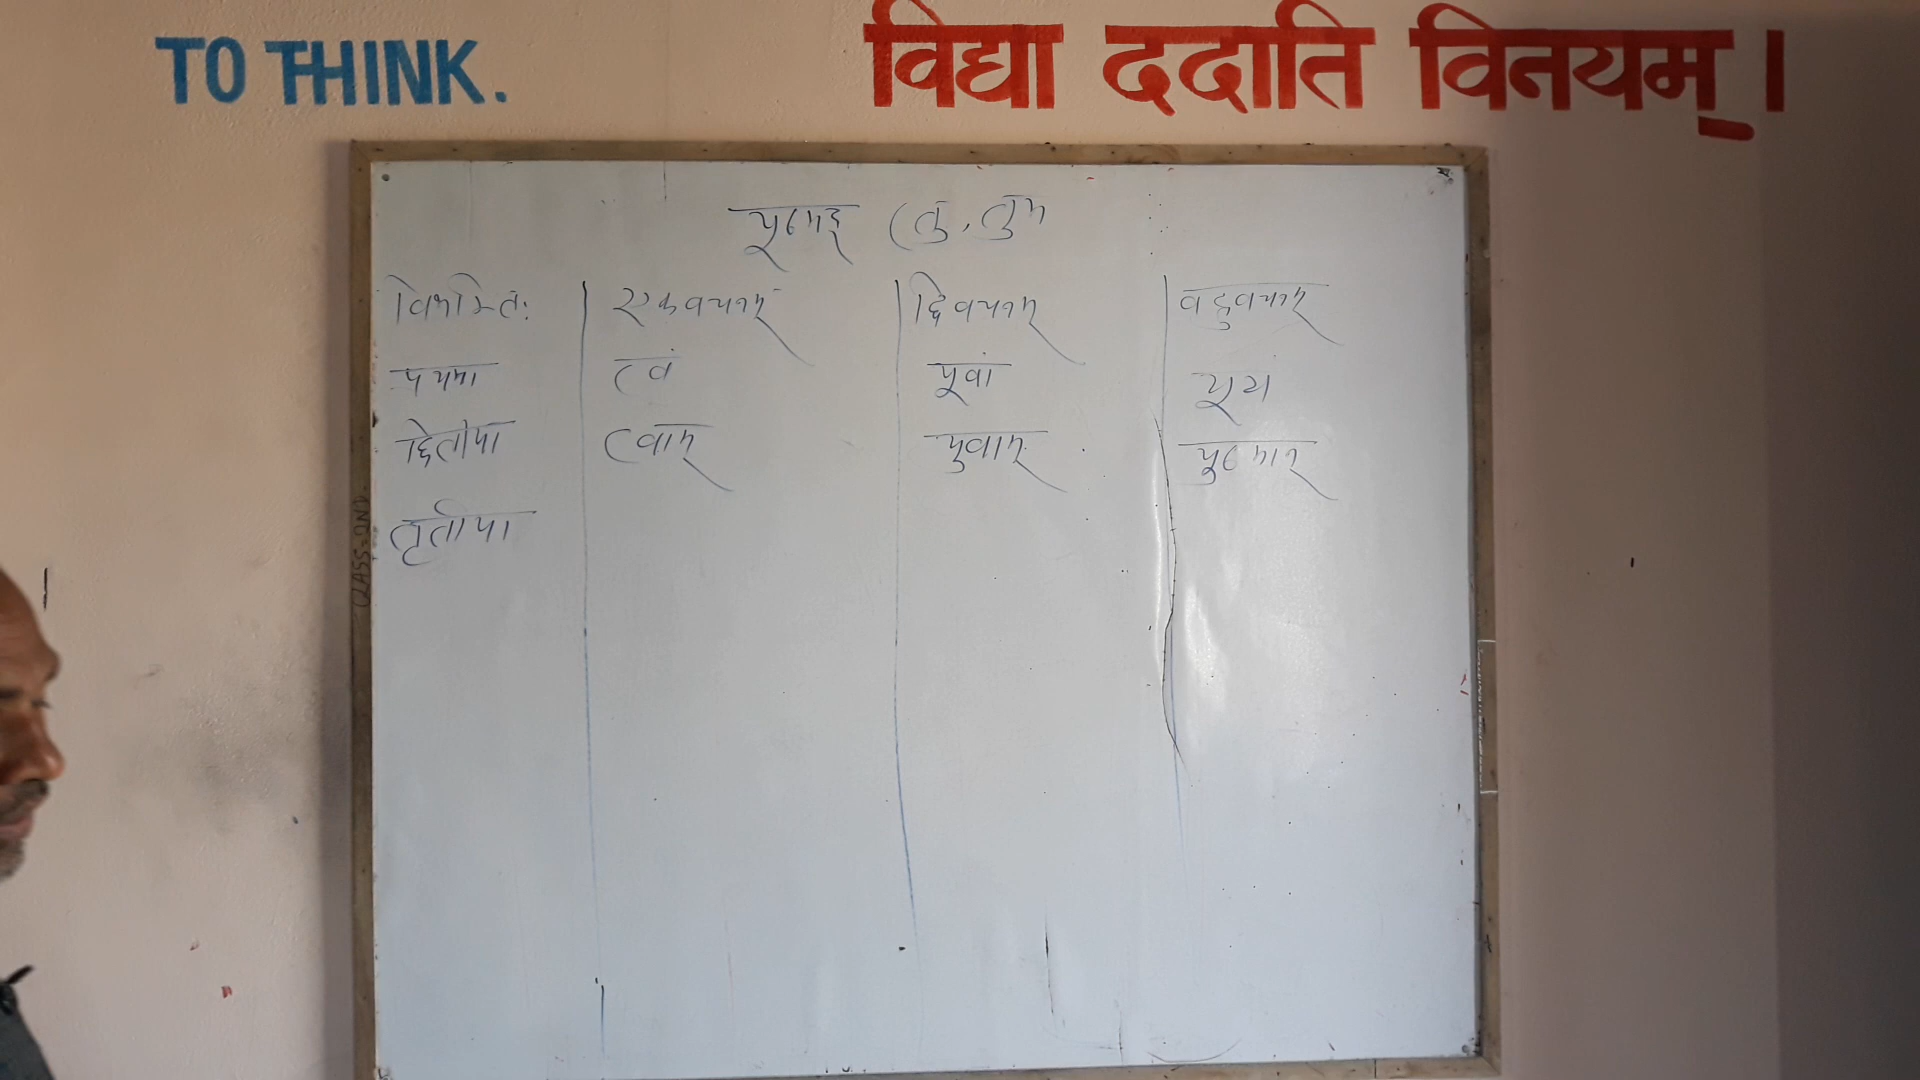 TO THINK.
विद्या ददाति विनयम् ।
युष्मद् (तु, तुम
विभक्तिः एकवचनम् द्विवचनम् बहुवचनम्
प्रथमा त्वं युवां यूयं
द्वितीया त्वाम् युवाम् युष्मान्
तृतीया